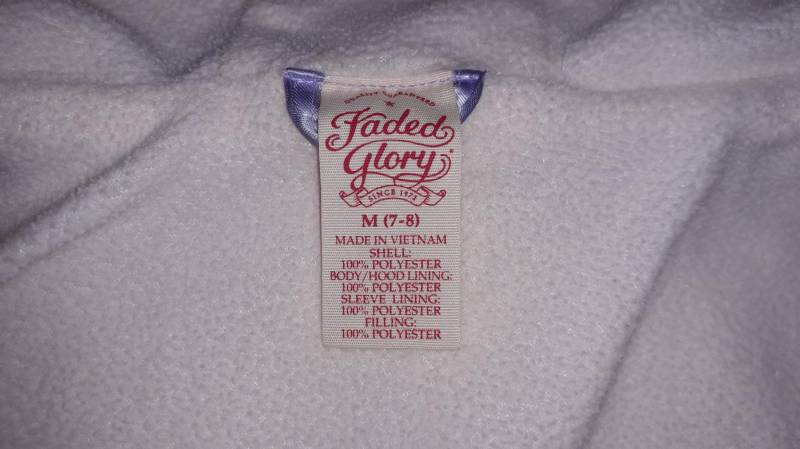 QUALITY GUARANTEED
Faded
Glory
SINCE 1972
M (7-8)
MADE IN VIETNAM
SHELL:
100% POLYESTER
BODY/HOOD LINING:
100% POLYESTER
SLEEVE LINING:
100% POLYESTER
FILLING:
100% POLYESTER